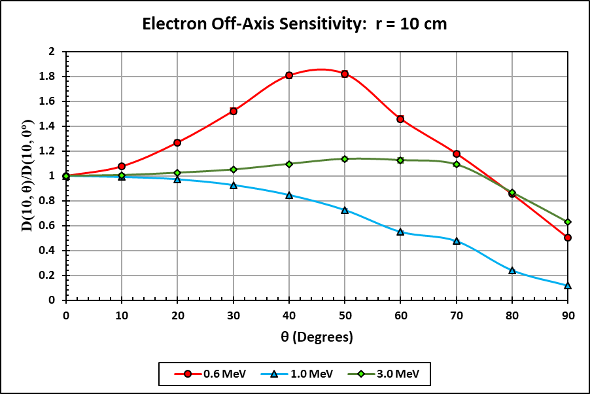 Electron Off-Axis Sensitivity:  r = 10 cm
D(10, θ)/D(10, 0°)
2
1.8
1.6
1.4
1.2
1
0.8
0.6
0.4
0.2
0
0 10 20 30 40 50 60 70 80 90
θ (Degrees)
0.6 MeV 1.0 MeV 3.0 MeV